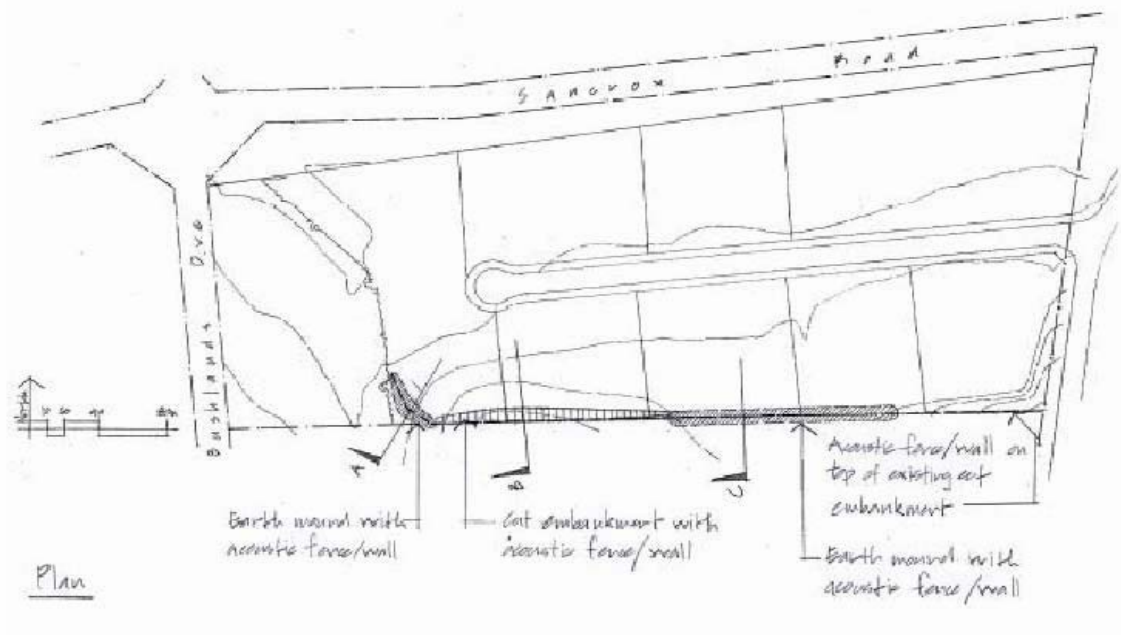 Road
Bushlands Dve
North
A
B
C
Earth mound with
acoustic fence/wall
Cut embankment with
acoustic fence/wall
Acoustic fence/wall on
top of existing cut
embankment
Earth mound with
acoustic fence/wall
Plan